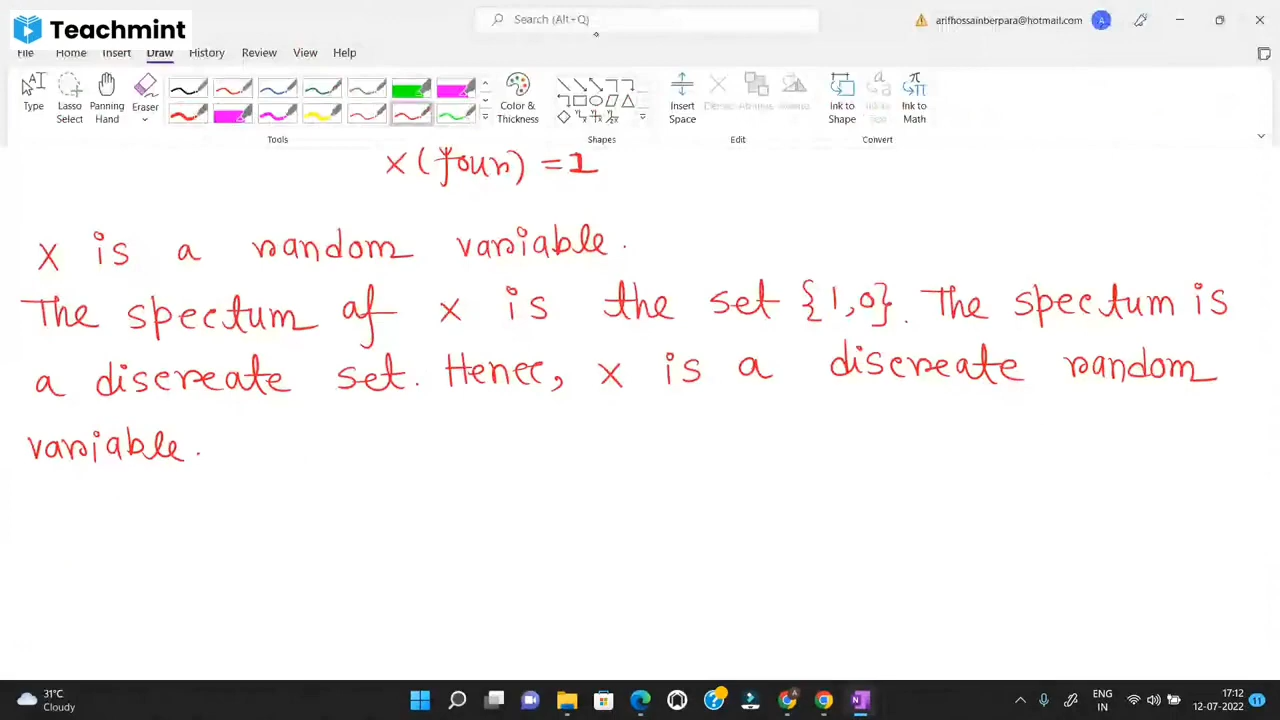 Teachmint
Search (Alt+Q)
arifhossainberpara@hotmail.com
A
File Home Insert Draw History Review View Help
Type
Lasso Select
Panning Hand
Eraser
Color & Thickness
Insert Space
Ink to Shape
Ink to Math
Tools
Shapes
Edit
Convert
x (four) = 1
x is a random variable.
The spectum af x is the set {1,0}. The spectum is
a discreate set. Hence, x is a discreate random
variable.
31°C
Cloudy
ENG
IN
17:12
12-07-2022